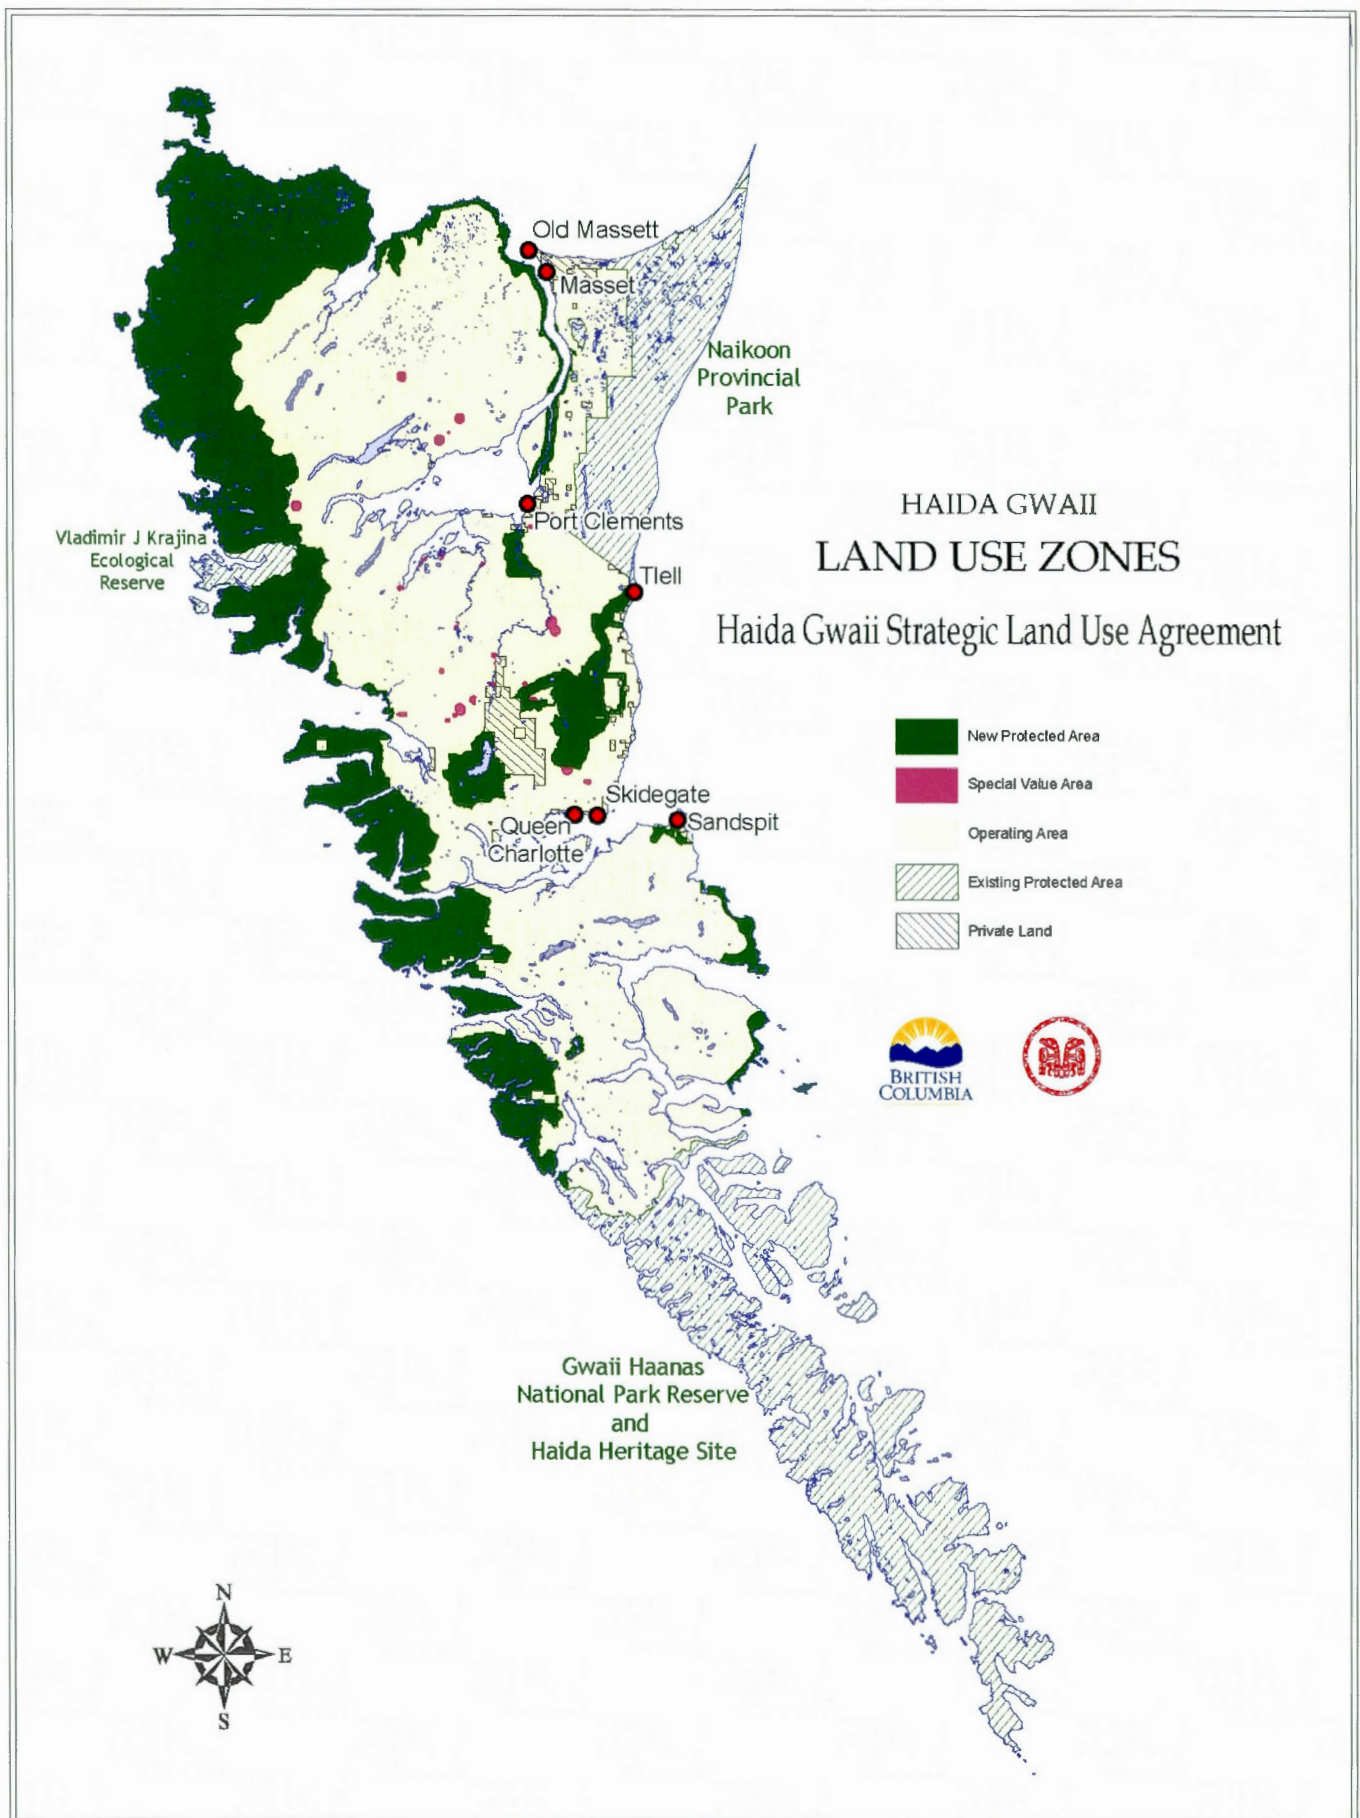 Old Massett
Masset
Naikoon
Provincial
Park
HAIDA GWAII
LAND USE ZONES
Haida Gwaii Strategic Land Use Agreement
Port Clements
Vladimir J Krajina
Ecological
Reserve
Tlell
New Protected Area
Special Value Area
Operating Area
Existing Protected Area
Private Land
Skidegate
Queen
Charlotte
Sandspit
BRITISH
COLUMBIA
Gwaii Haanas
National Park Reserve
and
Haida Heritage Site
N
W E
S